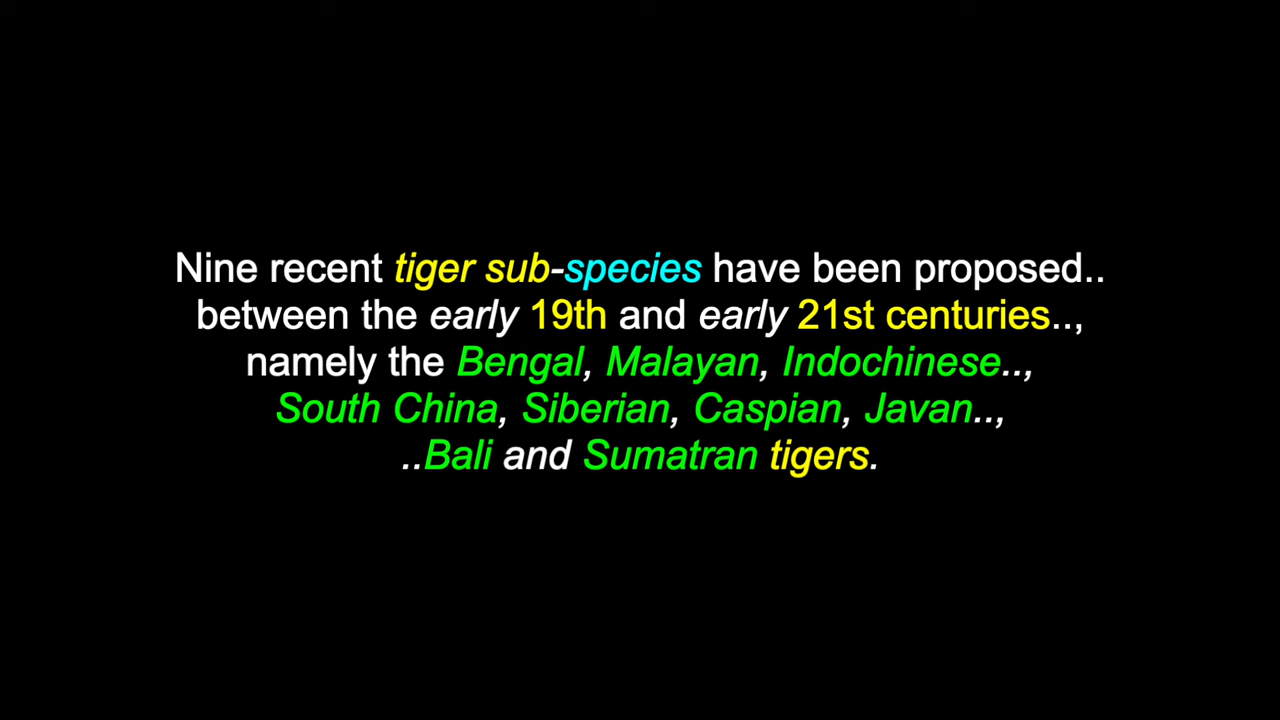 Nine recent tiger sub-species have been proposed..
between the early 19th and early 21st centuries..,
namely the Bengal, Malayan, Indochinese..,
South China, Siberian, Caspian, Javan..,
..Bali and Sumatran tigers.